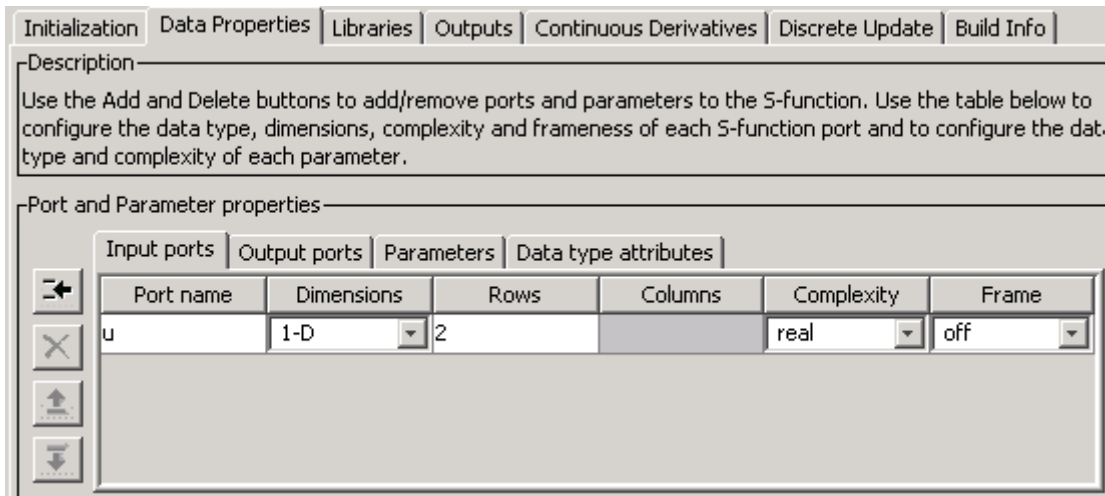 Initialization Data Properties Libraries Outputs Continuous Derivatives Discrete Update Build Info
Description
Use the Add and Delete buttons to add/remove ports and parameters to the S-function. Use the table below to
configure the data type, dimensions, complexity and frameness of each S-function port and to configure the dat
type and complexity of each parameter.
Port and Parameter properties
Input ports Output ports Parameters Data type attributes
Port name Dimensions Rows Columns Complexity Frame
u 1-D 2 real off